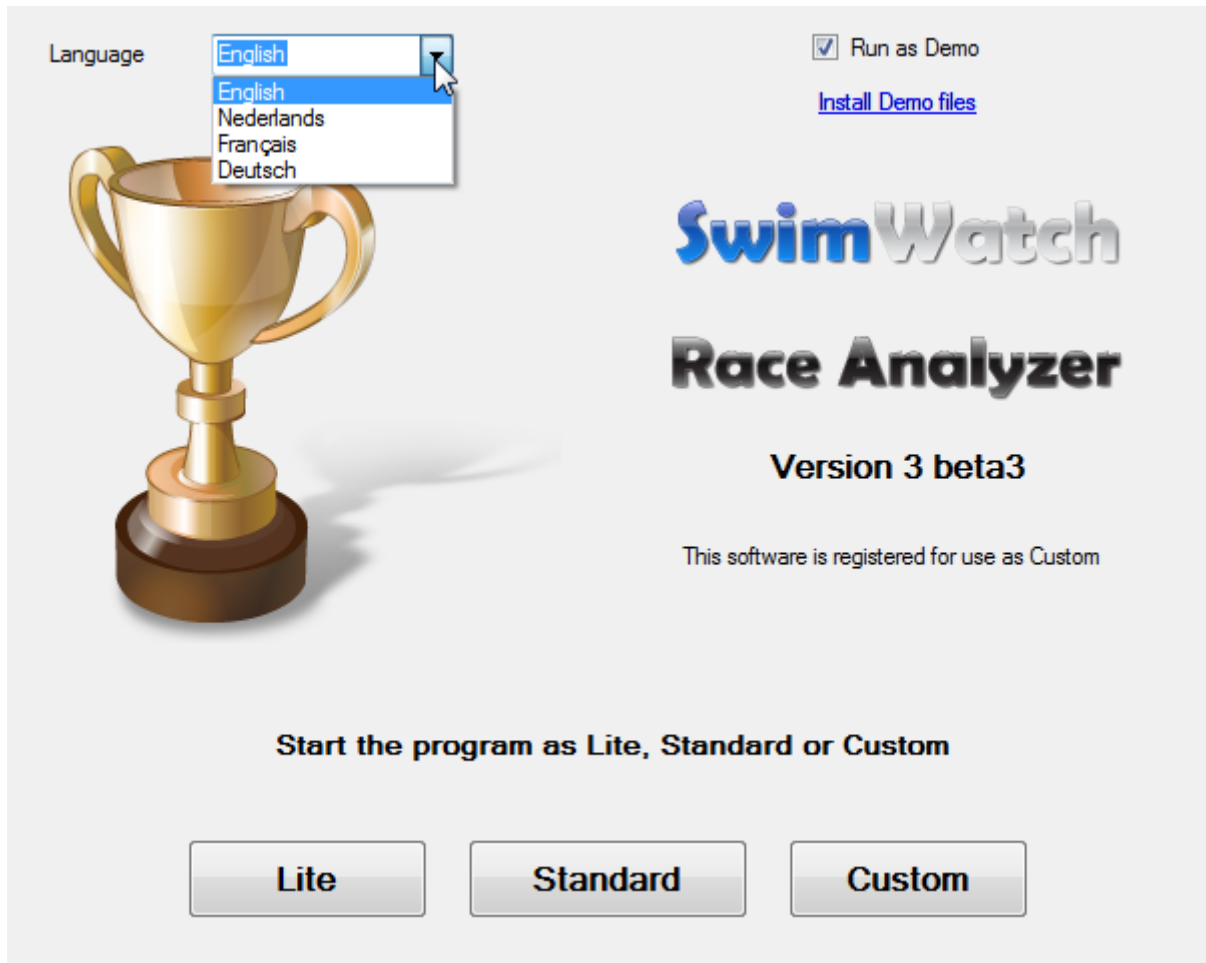 Language
English
English
Nederlands
Français
Deutsch
Run as Demo
Install Demo files
SwimWatch
Race Analyzer
Version 3 beta3
This software is registered for use as Custom
Start the program as Lite, Standard or Custom
Lite
Standard
Custom